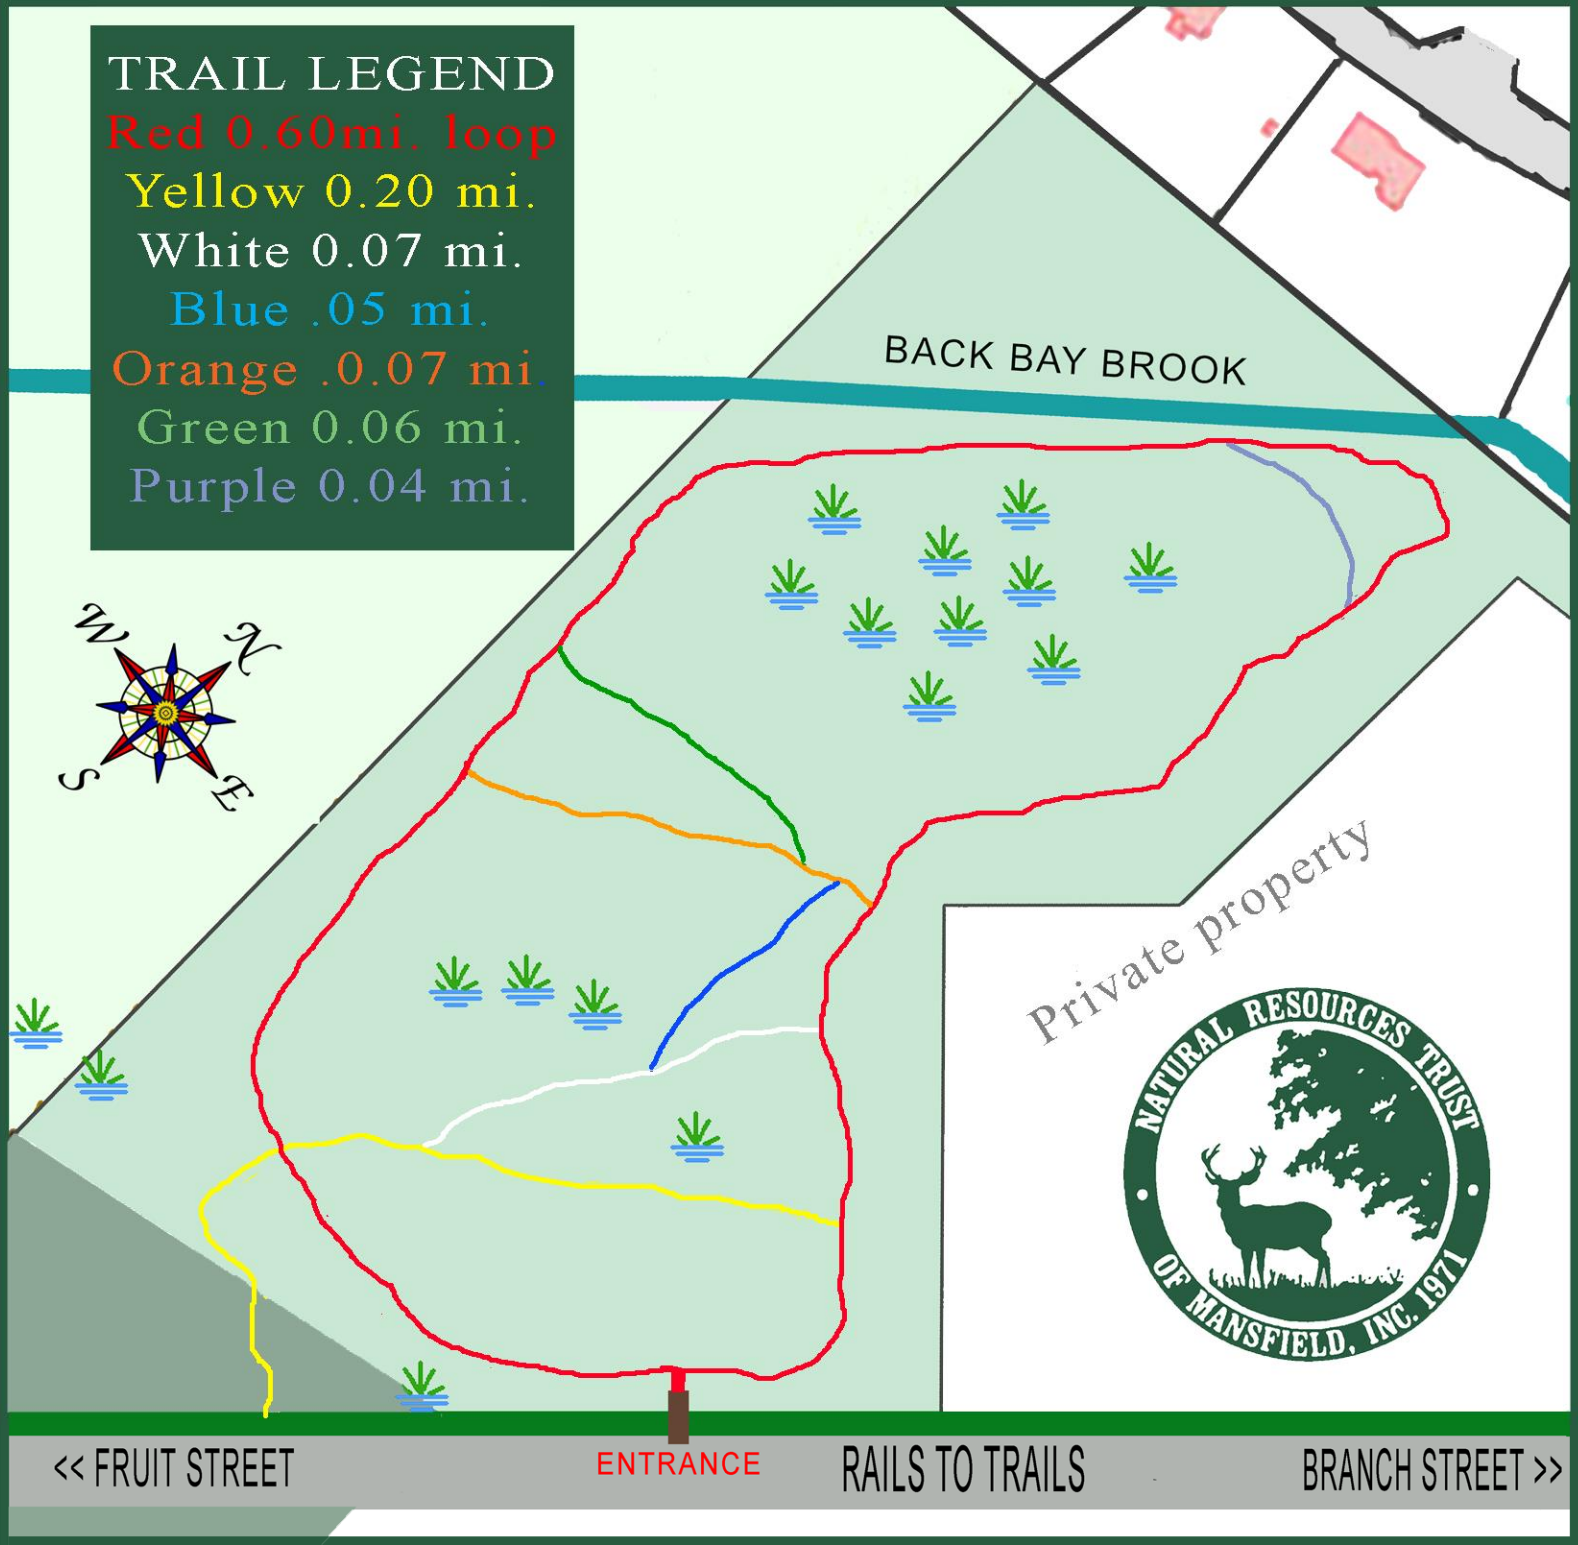 TRAIL LEGEND
Red 0.60mi. loop
Yellow 0.20 mi.
White 0.07 mi.
Blue .05 mi.
Orange .0.07 mi.
Green 0.06 mi.
Purple 0.04 mi.
BACK BAY BROOK
W
N
S
E
Private property
NATURAL RESOURCES TRUST
OF MANSFIELD, INC. 1971
<< FRUIT STREET
ENTRANCE
RAILS TO TRAILS
BRANCH STREET >>